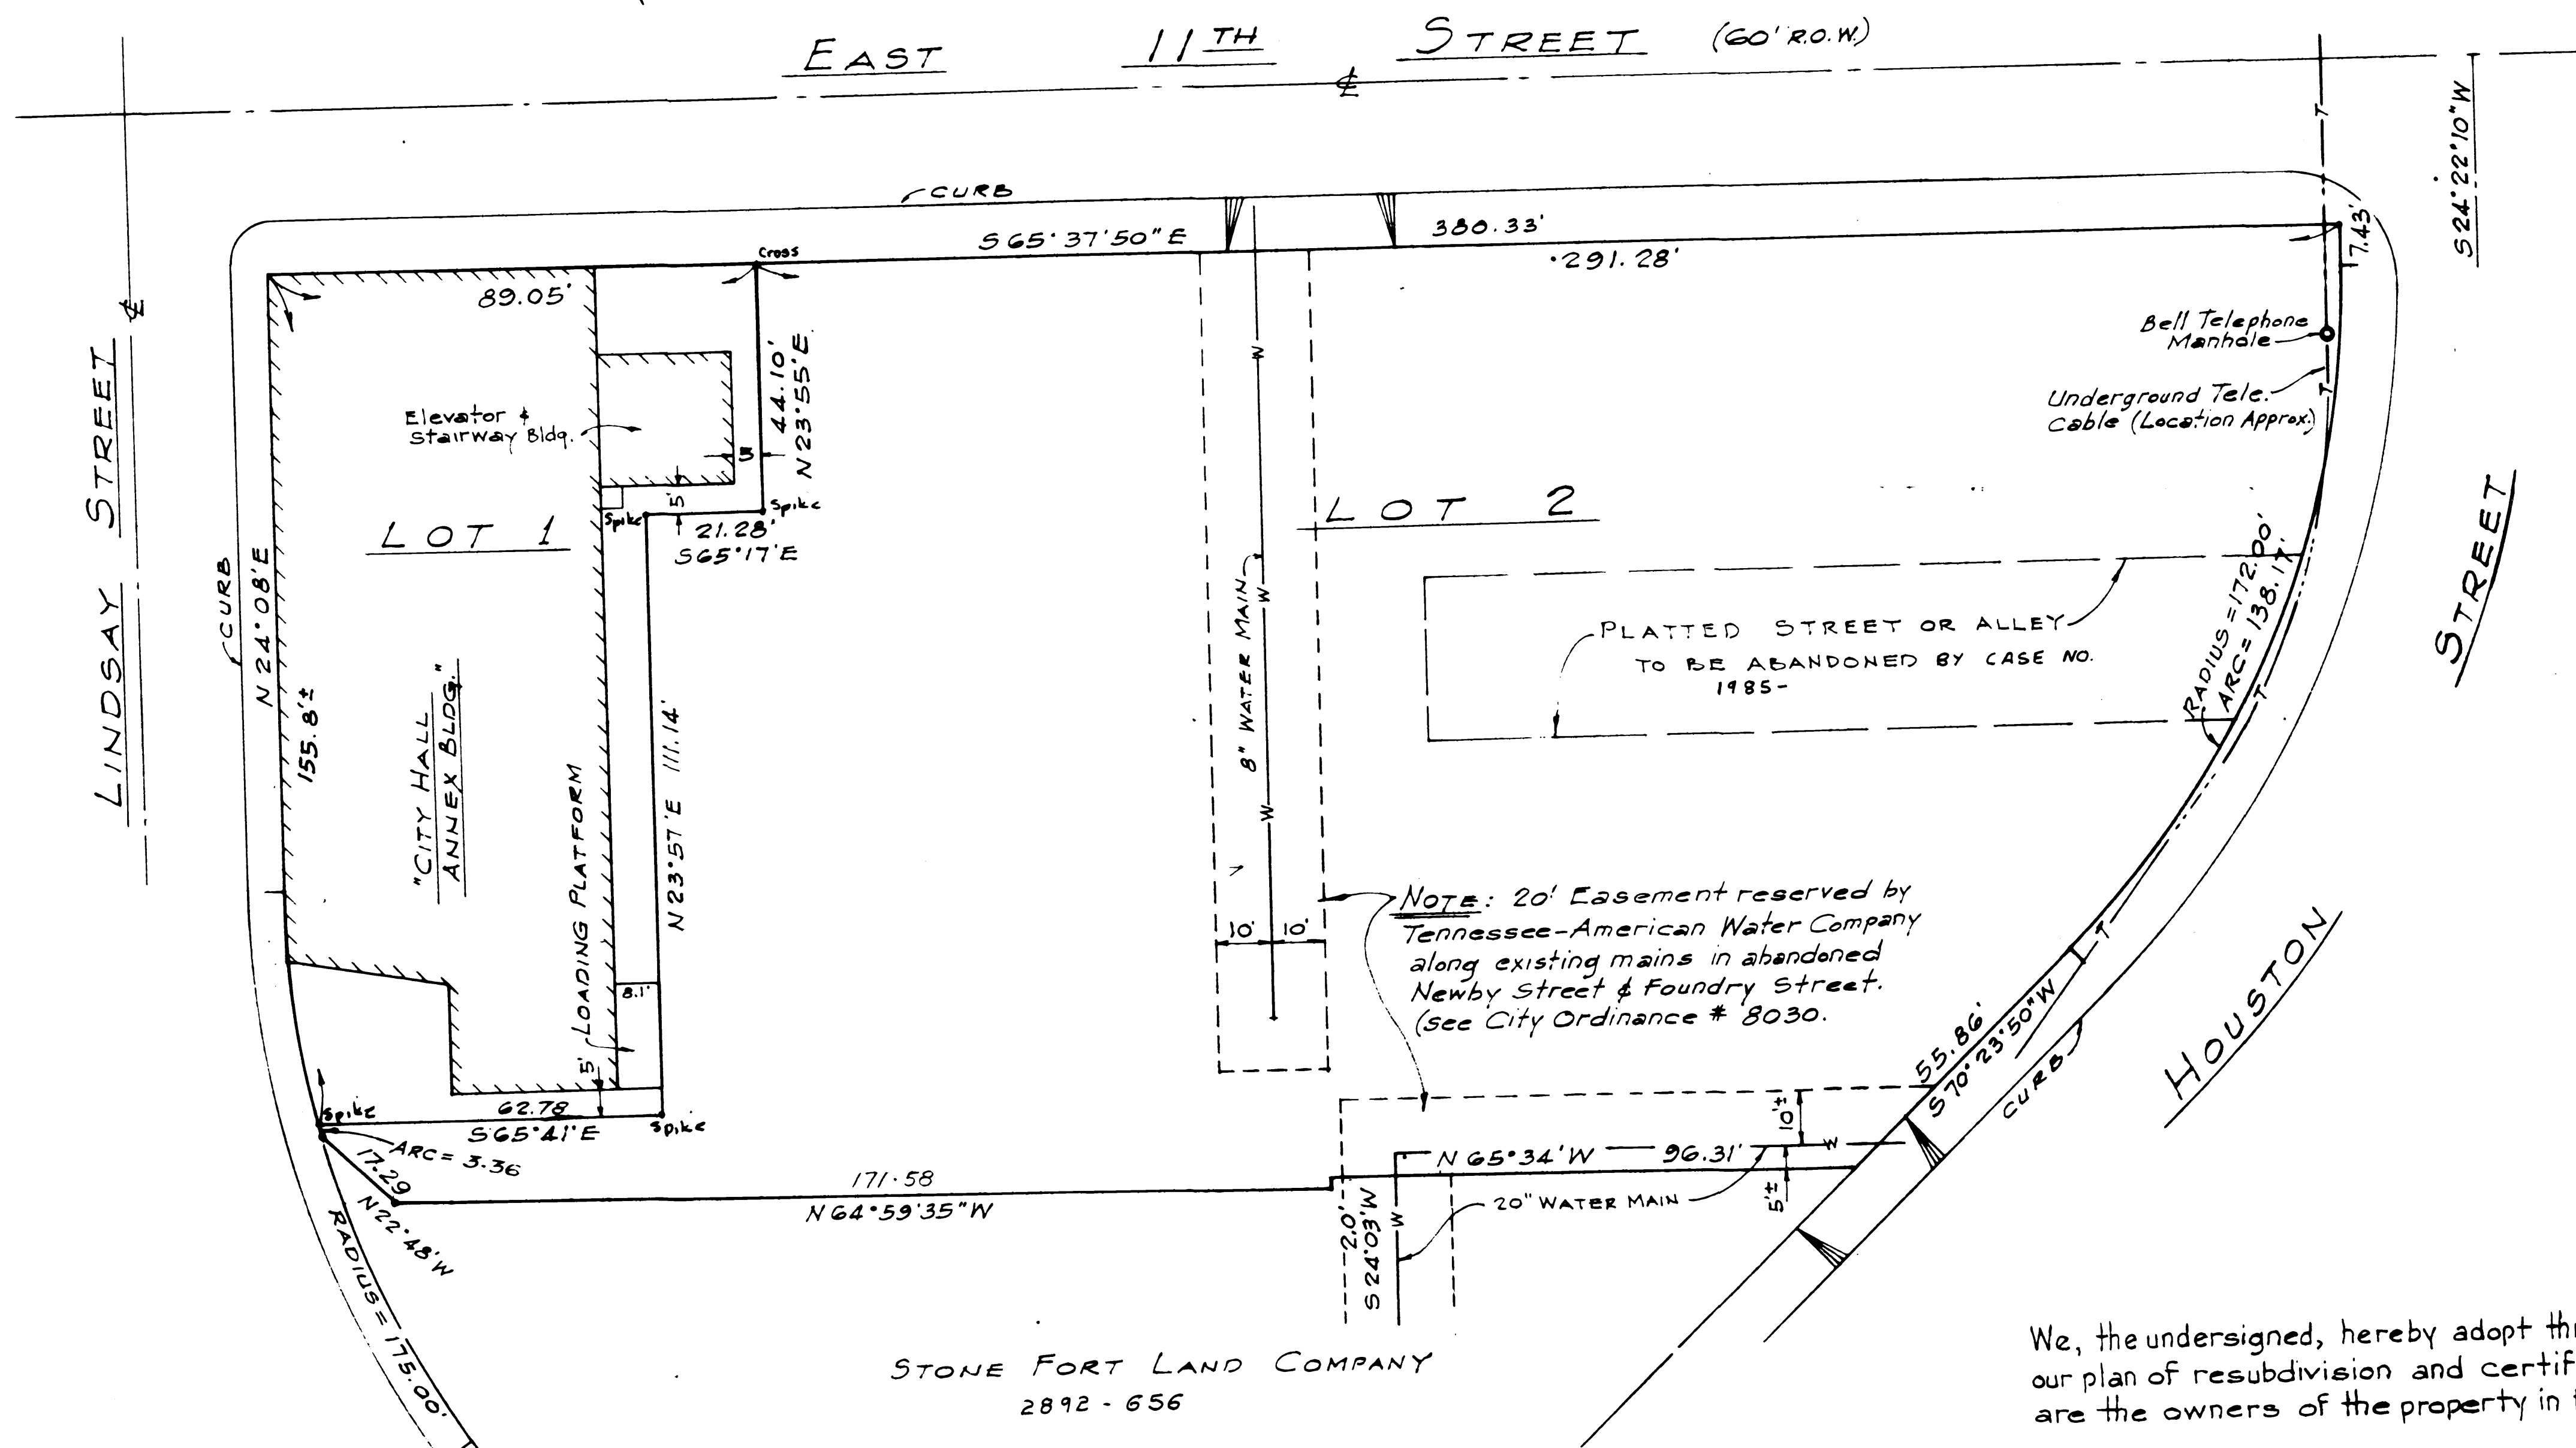 EAST 11TH STREET (60' R.O.W.)
℄
S24°22'10"W
CURB
S65°37'50"E
380.33'
291.28'
7.43'
Cross
89.05'
℄
LINDSAY STREET
CURB
N 24°08'E
155.8'±
Elevator &
Stairway Bldg.
44.10'
N23°55'E
5'
Spike
Spike
21.28'
S65°17'E
LOT 1
"CITY HALL
ANNEX BLDG."
LOADING PLATFORM
N23°57'E 111.14'
8.1'
5'
62.78
S65°41'E
Spike
Spike
ARC = 3.36
17.29
N22°48'W
RADIUS = 175.00'
171.58
N64°59'35"W
W
W
W
8" WATER MAIN
10' 10'
LOT 2
T
Bell Telephone
Manhole
Underground Tele.
Cable (Location Approx.)
T
PLATTED STREET OR ALLEY
TO BE ABANDONED BY CASE NO.
1985-
RADIUS = 172.00'
ARC = 138.17'
T
T
STREET
HOUSTON
NOTE: 20' Easement reserved by
Tennessee-American Water Company
along existing mains in abandoned
Newby Street & Foundry Street.
(see City Ordinance # 8030.
55.86'
S70°23'50"W
CURB
10'±
N 65°34'W 96.31'
W
5'±
20" WATER MAIN
2.0'
S24°03'W
W
STONE FORT LAND COMPANY
2892 - 656
We, the undersigned, hereby adopt th
our plan of resubdivision and certif
are the owners of the property in